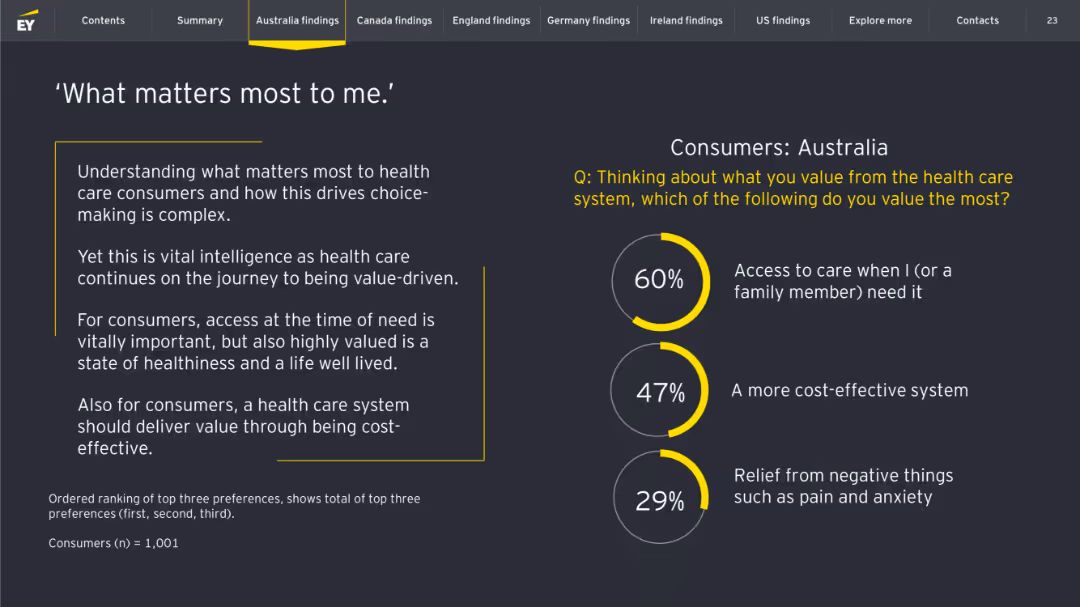 EY
Contents
Summary
Australia findings
Canada findings
England findings
Germany findings
Ireland findings
US findings
Explore more
Contacts
23
‘What matters most to me.’
Understanding what matters most to health
care consumers and how this drives choice-
making is complex.
Yet this is vital intelligence as health care
continues on the journey to being value-driven.
For consumers, access at the time of need is
vitally important, but also highly valued is a
state of healthiness and a life well lived.
Also for consumers, a health care system
should deliver value through being cost-
effective.
Ordered ranking of top three preferences, shows total of top three
preferences (first, second, third).
Consumers (n) = 1,001
Consumers: Australia
Q: Thinking about what you value from the health care
system, which of the following do you value the most?
60%
Access to care when I (or a
family member) need it
47%
A more cost-effective system
29%
Relief from negative things
such as pain and anxiety